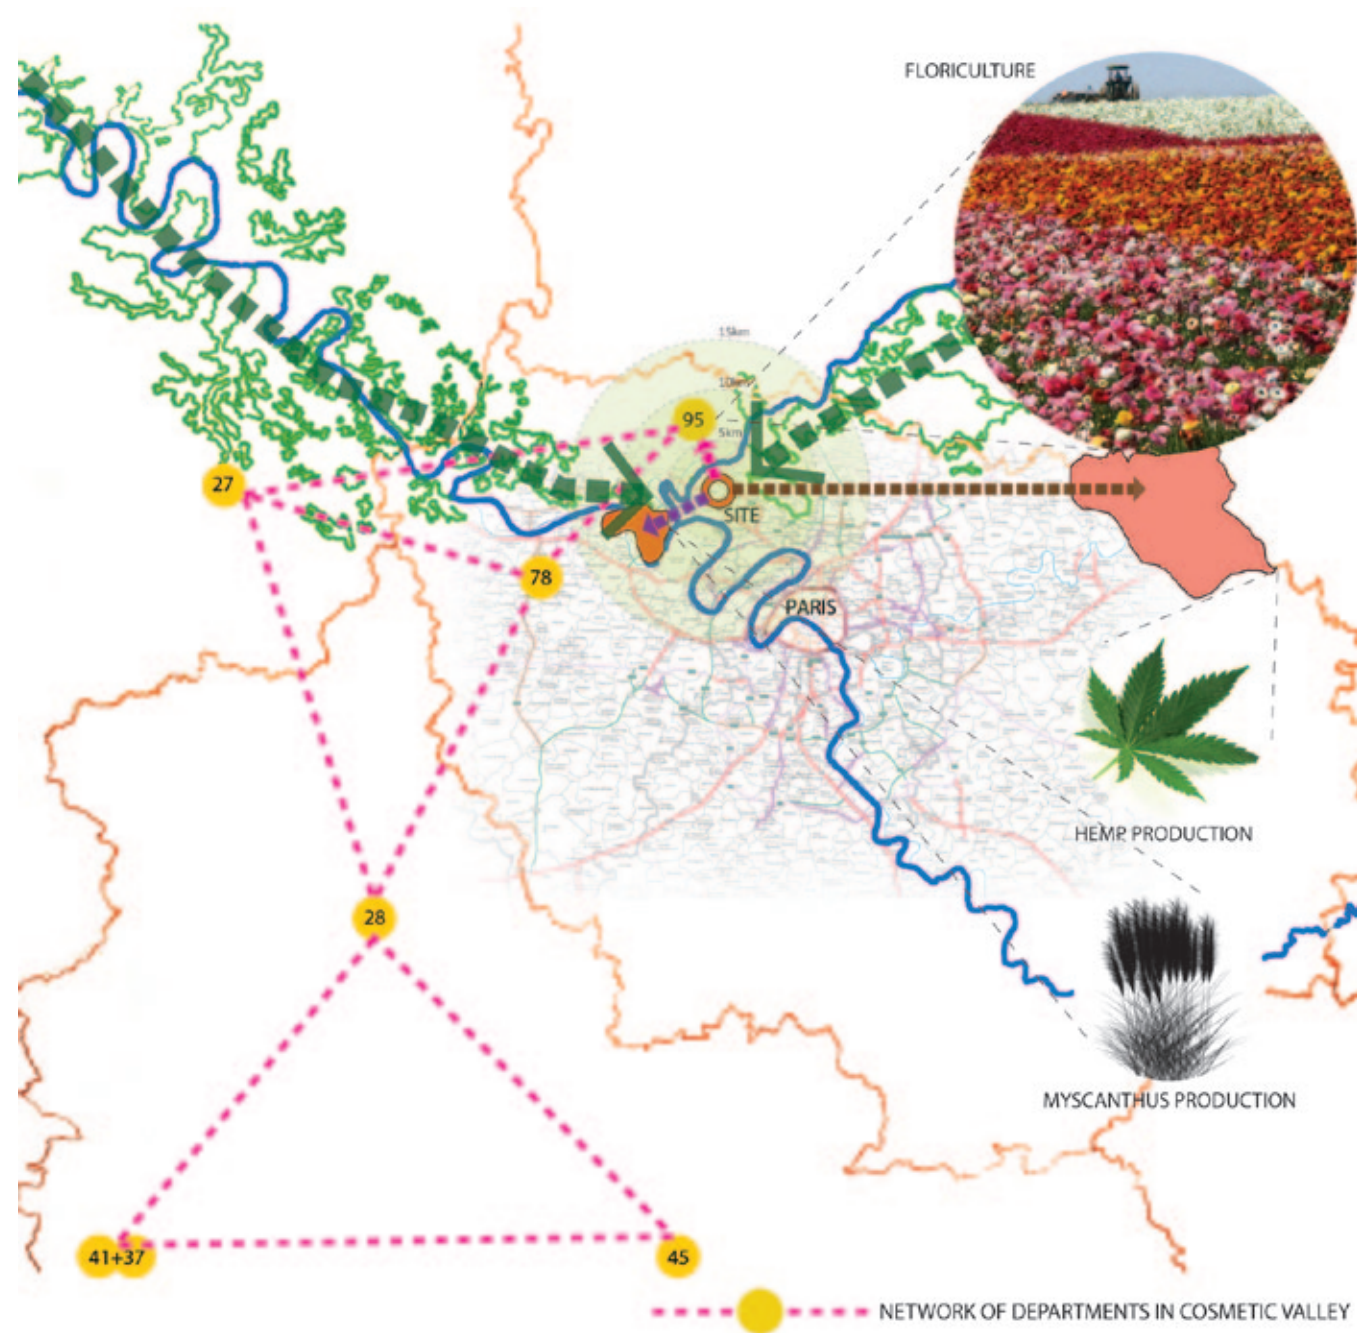 FLORICULTURE
15km
10km
95
5km
27
SITE
78
PARIS
HEMP PRODUCTION
28
MYSCANTHUS PRODUCTION
41+37
45
NETWORK OF DEPARTMENTS IN COSMETIC VALLEY